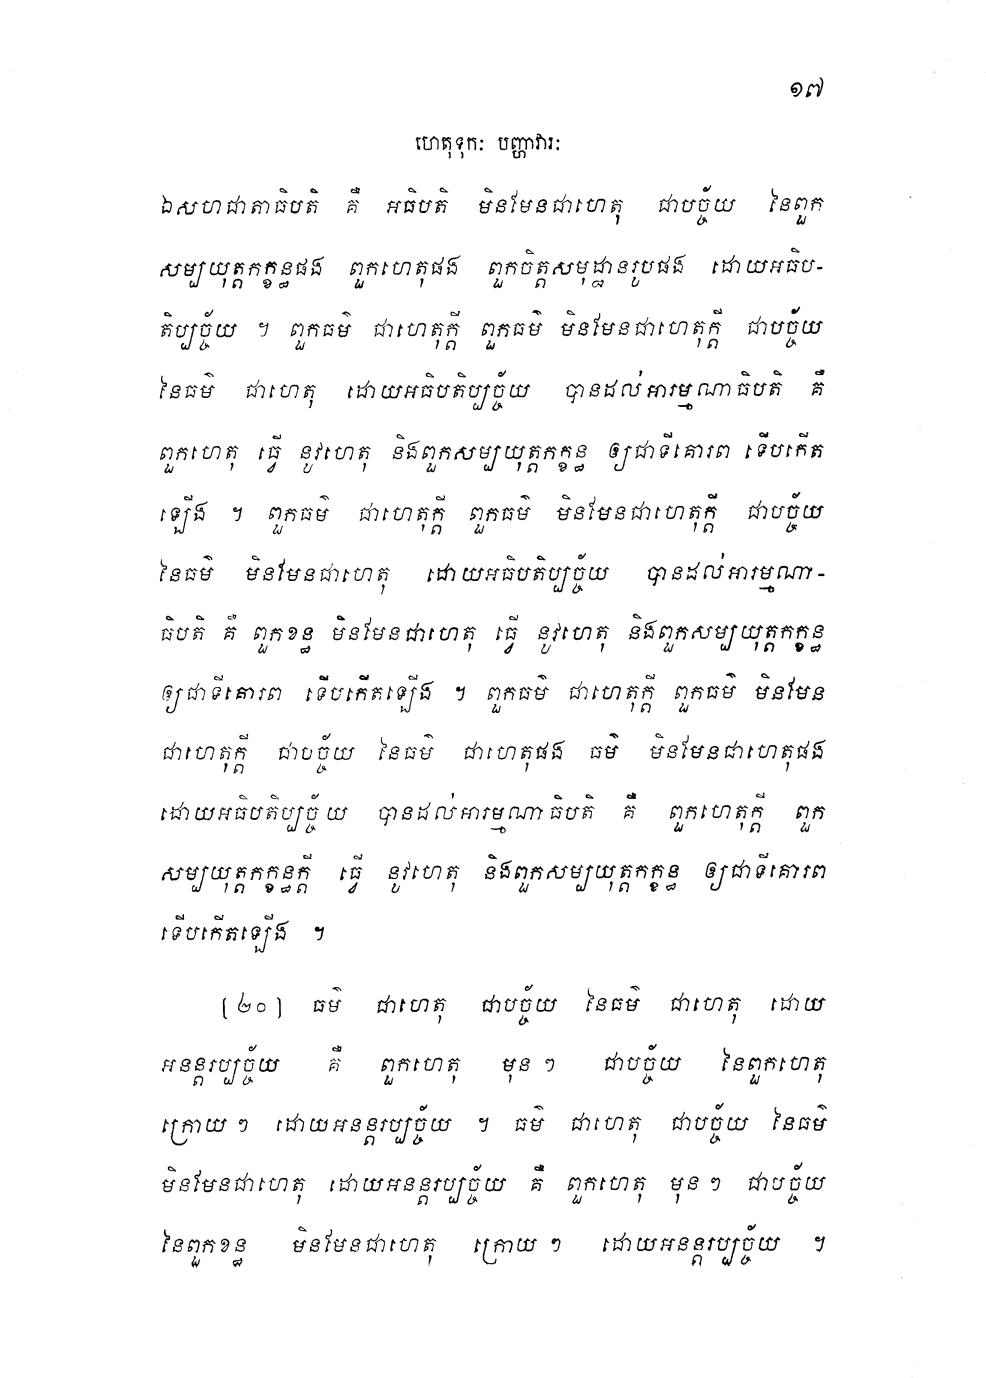 ១៧
ហេតុទុកៈ បញ្ហាវារៈ
ឯសហជាតាធិបតិ គឺ អធិបតិ មិនមែនជាហេតុ ជាបច្ច័យ នៃពួក
សម្បយុត្តកក្ខន្ធផង ពួកហេតុផង ពួកចិត្តសមុដ្ឋានរូបផង ដោយអធិប-
តិប្បច្ច័យ ។ ពួកធម៌ ជាហេតុក្តី ពួកធម៌ មិនមែនជាហេតុក្តី ជាបច្ច័យ
នៃធម៌ ជាហេតុ ដោយអធិបតិប្បច្ច័យ បានដល់អារម្មណាធិបតិ គឺ
ពួកហេតុ ធ្វើ នូវហេតុ និងពួកសម្បយុត្តកក្ខន្ធ ឲ្យជាទីគោរព ទើបកើត
ឡើង ។ ពួកធម៌ ជាហេតុក្តី ពួកធម៌ មិនមែនជាហេតុក្តី ជាបច្ច័យ
នៃធម៌ មិនមែនជាហេតុ ដោយអធិបតិប្បច្ច័យ បានដល់អារម្មណា-
ធិបតិ គឺ ពួកខន្ធ មិនមែនជាហេតុ ធ្វើ នូវហេតុ និងពួកសម្បយុត្តកក្ខន្ធ
ឲ្យជាទីគោរព ទើបកើតឡើង ។ ពួកធម៌ ជាហេតុក្តី ពួកធម៌ មិនមែន
ជាហេតុក្តី ជាបច្ច័យ នៃធម៌ ជាហេតុផង ធម៌ មិនមែនជាហេតុផង
ដោយអធិបតិប្បច្ច័យ បានដល់អារម្មណាធិបតិ គឺ ពួកហេតុក្តី ពួក
សម្បយុត្តកក្ខន្ធក្តី ធ្វើ នូវហេតុ និងពួកសម្បយុត្តកក្ខន្ធ ឲ្យជាទីគោរព
ទើបកើតឡើង ។
[២០] ធម៌ ជាហេតុ ជាបច្ច័យ នៃធម៌ ជាហេតុ ដោយ
អនន្តរប្បច្ច័យ គឺ ពួកហេតុ មុន ៗ ជាបច្ច័យ នៃពួកហេតុ
ក្រោយ ៗ ដោយអនន្តរប្បច្ច័យ ។ ធម៌ ជាហេតុ ជាបច្ច័យ នៃធម៌
មិនមែនជាហេតុ ដោយអនន្តរប្បច្ច័យ គឺ ពួកហេតុ មុន ៗ ជាបច្ច័យ
នៃពួកខន្ធ មិនមែនជាហេតុ ក្រោយ ៗ ដោយអនន្តរប្បច្ច័យ ។